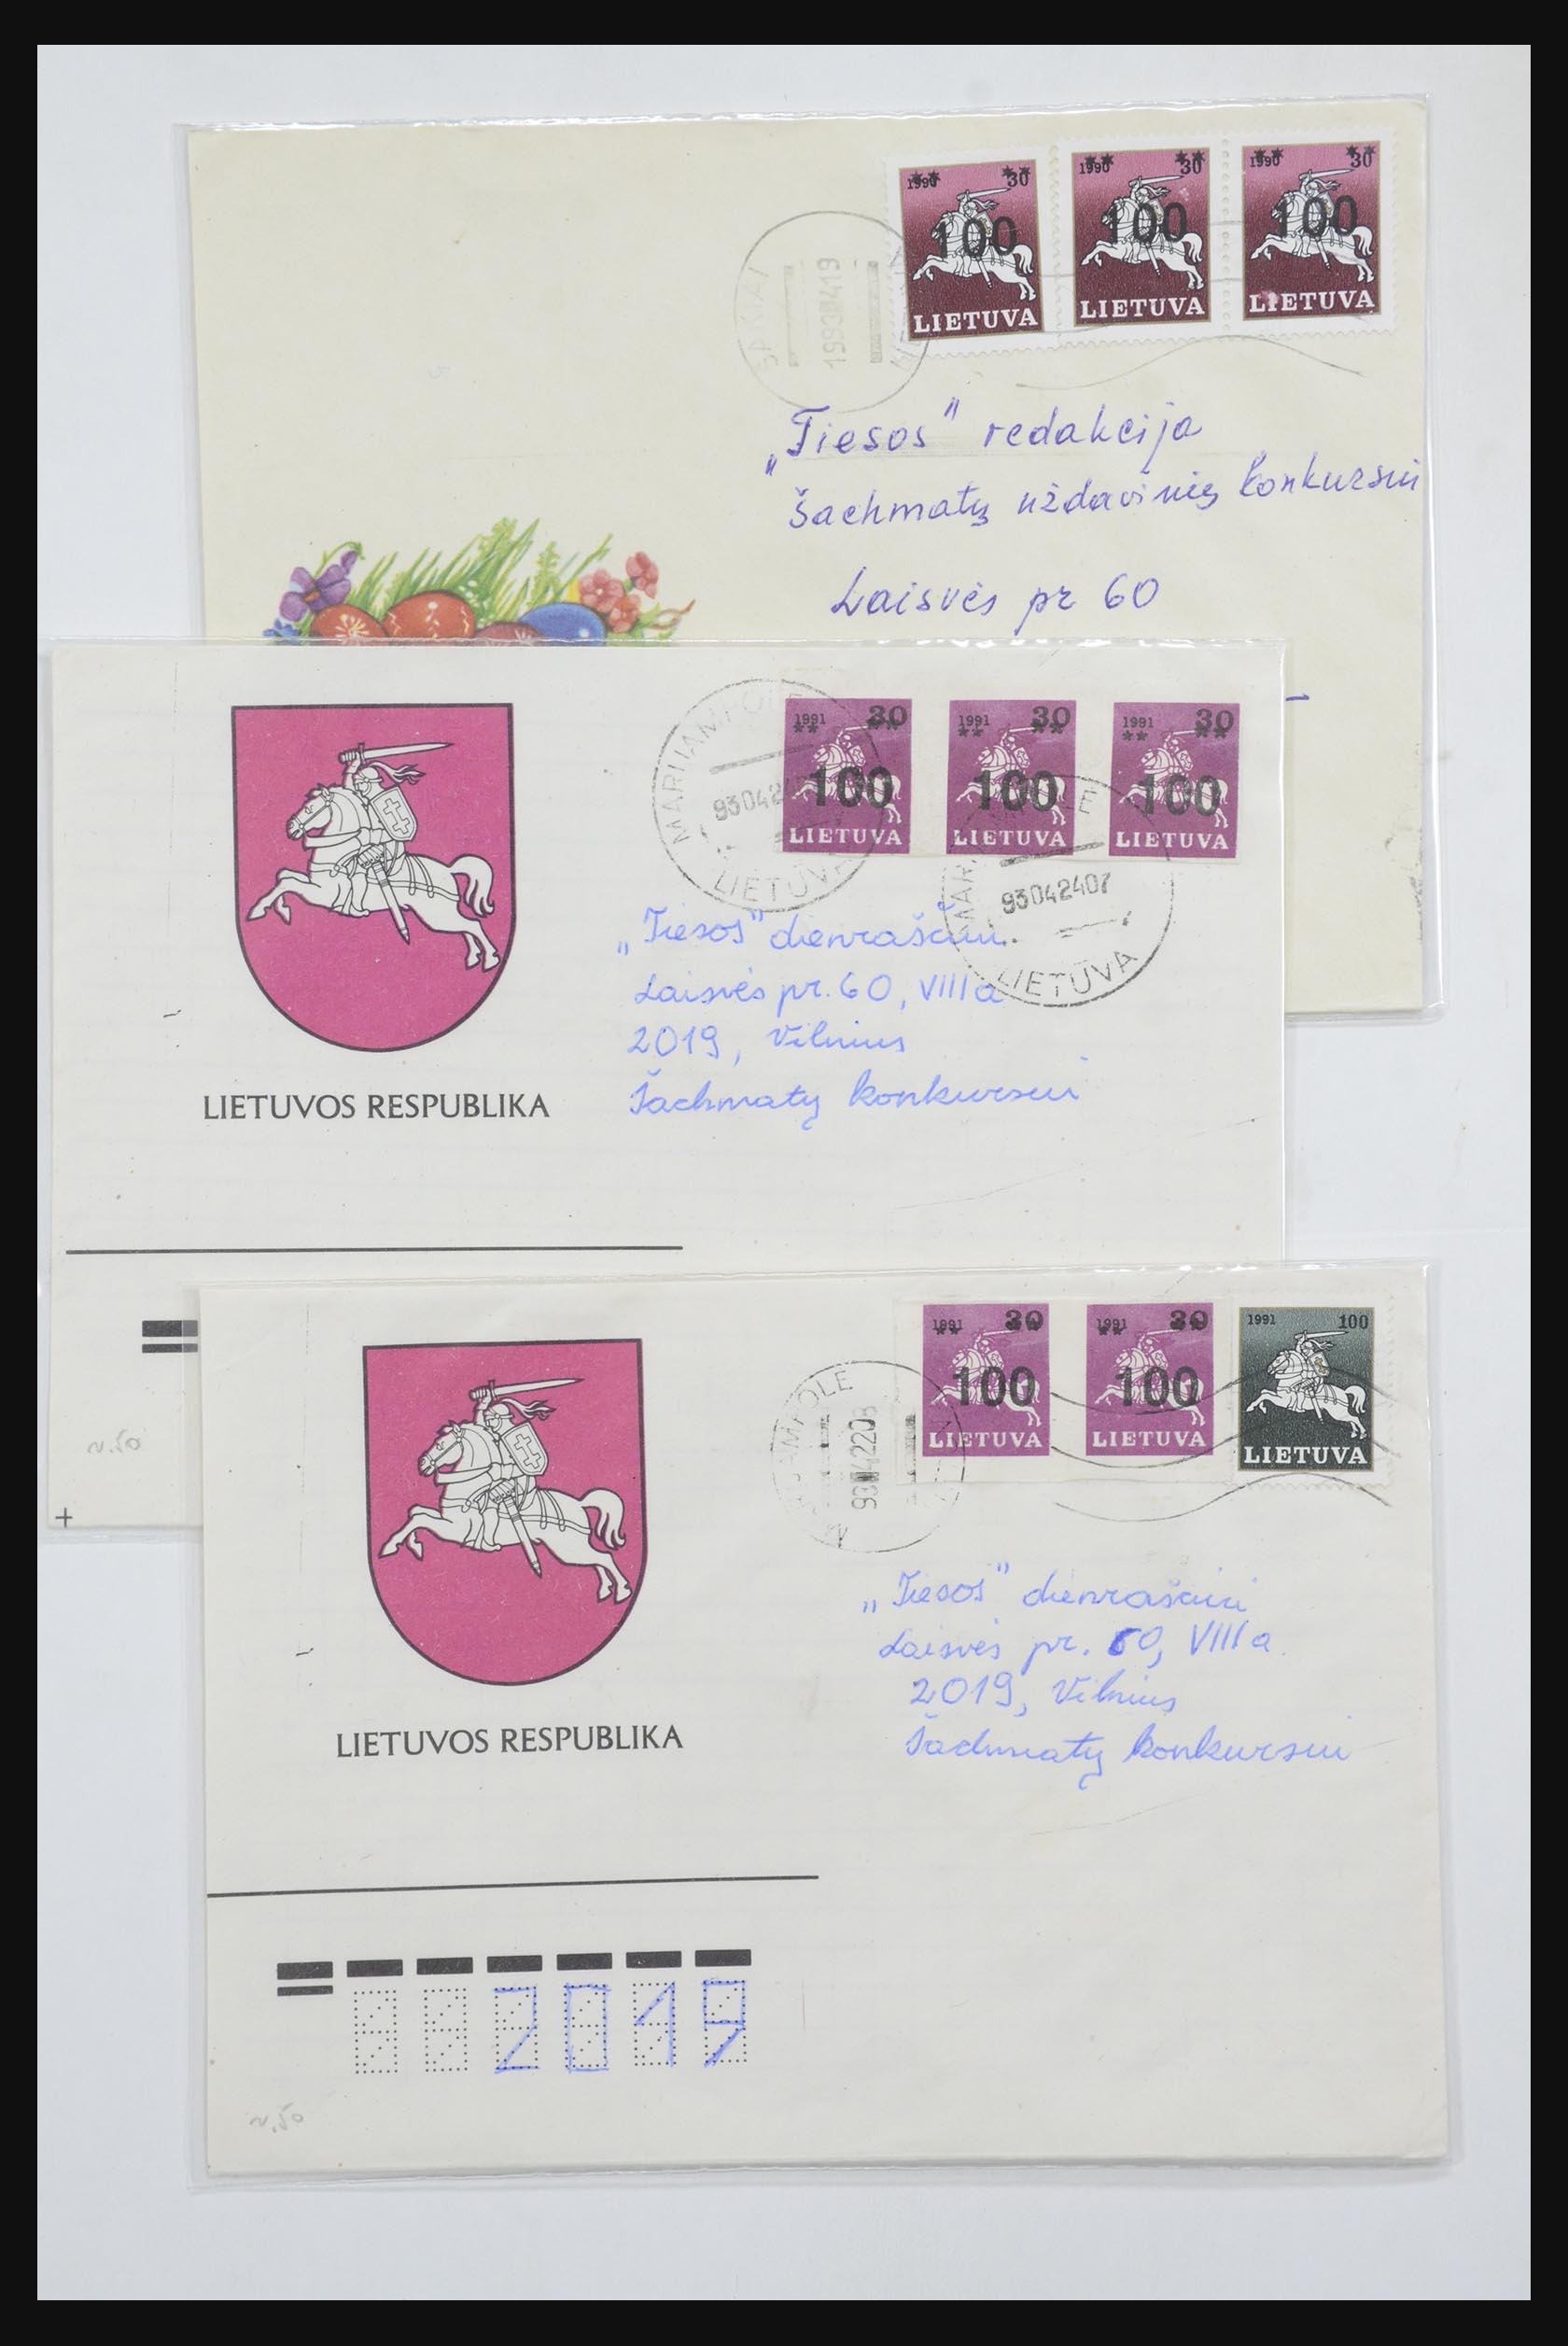 1990 30
100
LIETUVA
1990 30
100
LIETUVA
1990 30
100
LIETUVA
ŠAKIAI
„Tiesos" redakcija
Šachmatų uždavinių konkursui
Laisvės pr 60
1991 30
100
LIETUVA
1991 30
100
LIETUVA
1991 30
100
LIETUVA
MARIJAMPOLĖ
LIETUVA
93042407
LIETUVA
„Tiesos" dienraščiui
Laisvės pr. 60, VIII a
2019, Vilnius
Šachmatų konkursui
LIETUVOS RESPUBLIKA
1991 30
100
LIETUVA
1991 30
100
LIETUVA
1991 100
LIETUVA
„Tiesos" dienraščiui
Laisvės pr. 60, VIII a.
2019, Vilnius
Šachmatų konkursui
LIETUVOS RESPUBLIKA
2019